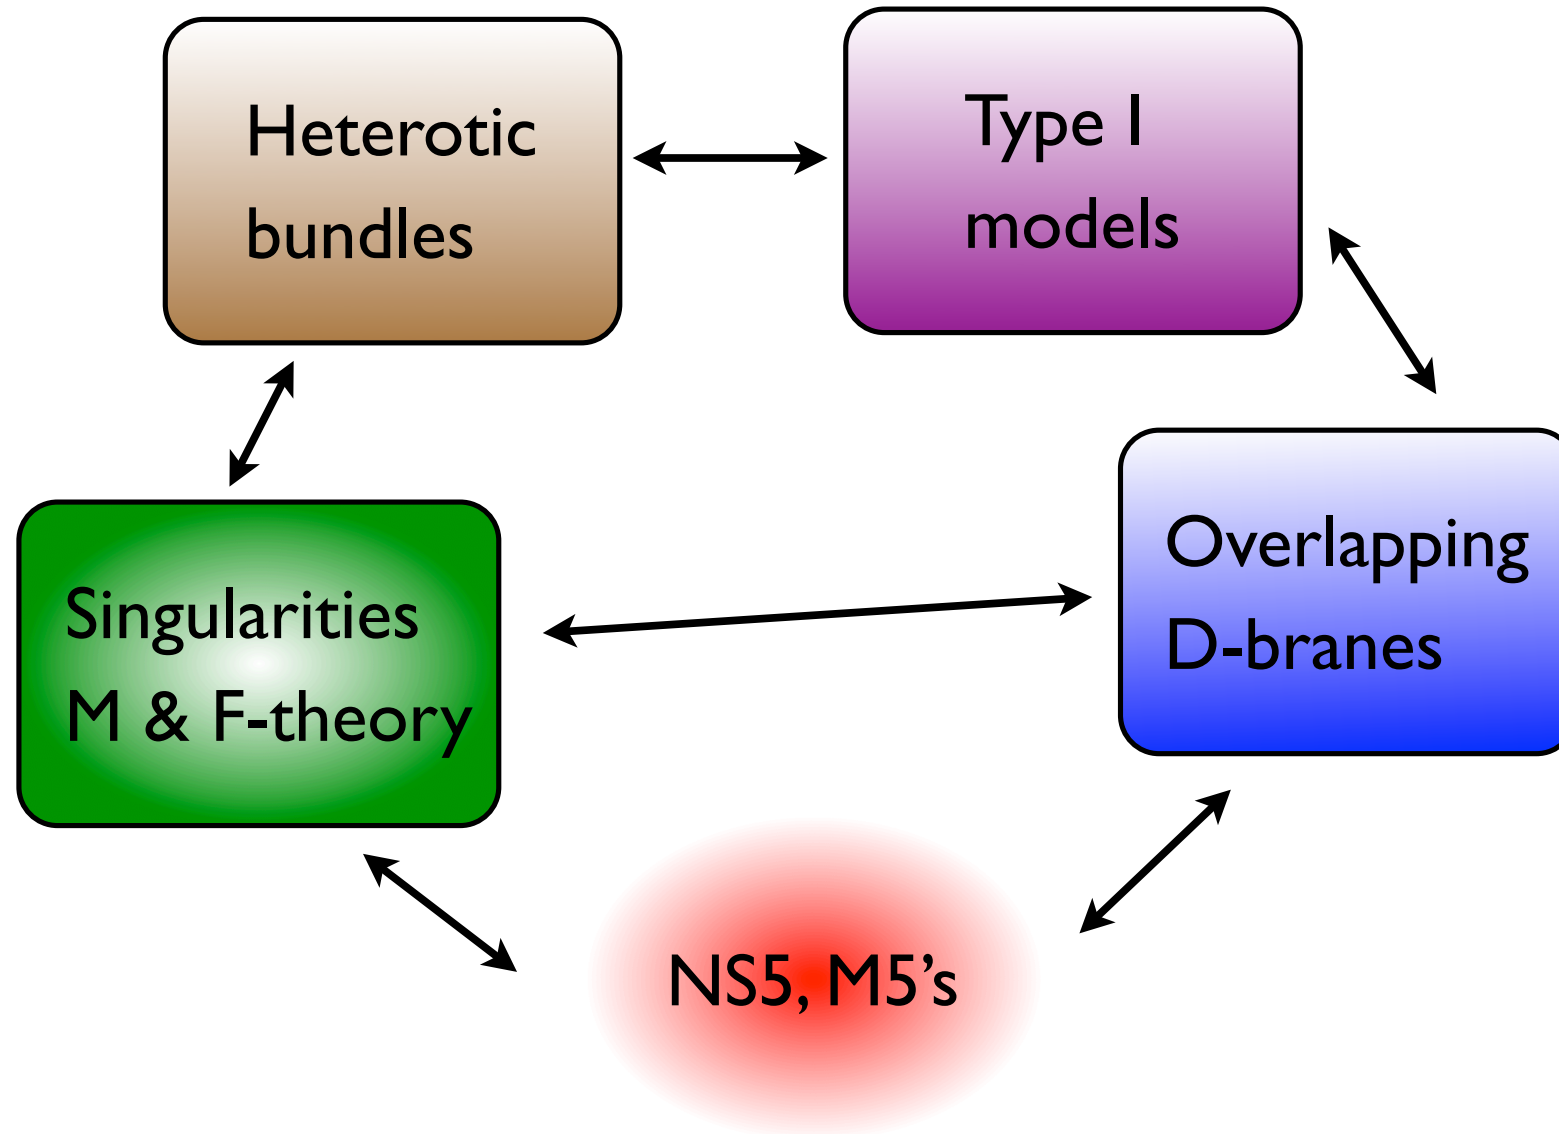 Heterotic
bundles
Type I
models
Overlapping
D-branes
Singularities
M & F-theory
NS5, M5’s